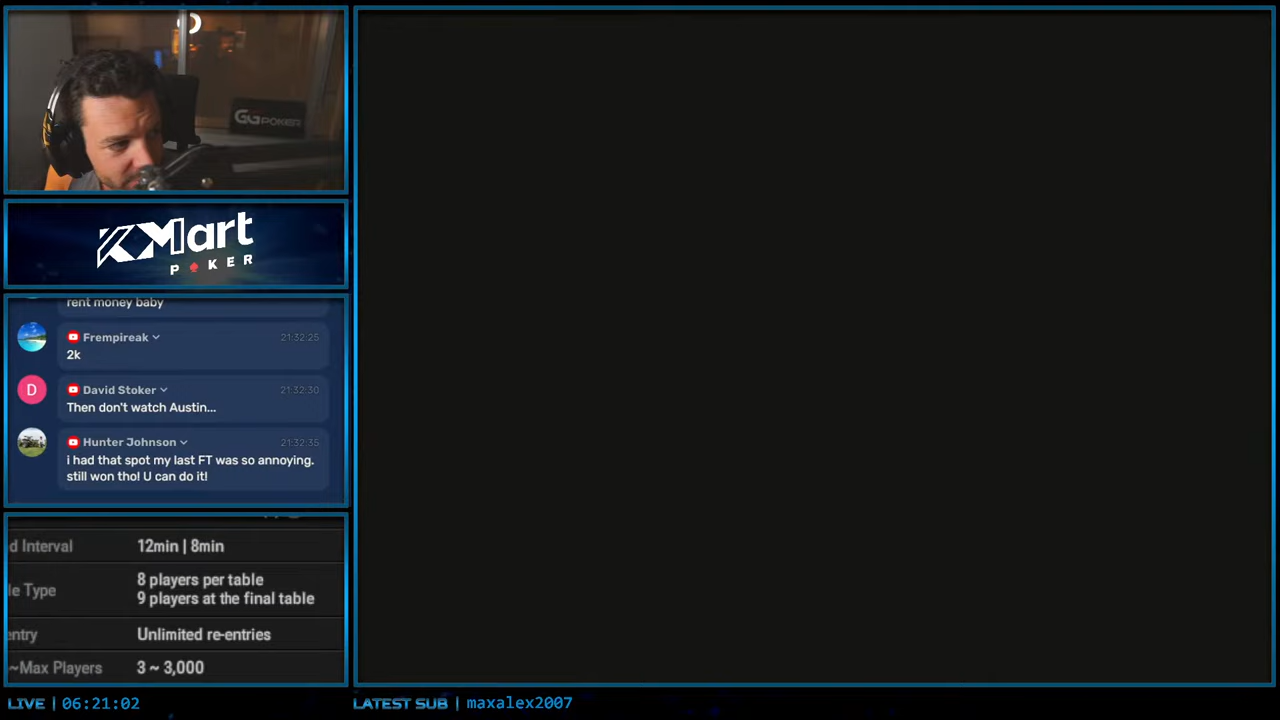 GGPOKER
KMart
POKER
rent money baby
Frempireak 21:32:25
2k
D
David Stoker 21:32:30
Then don't watch Austin...
Hunter Johnson 21:32:35
i had that spot my last FT was so annoying.
still won tho! U can do it!
d Interval 12min | 8min
le Type 8 players per table
9 players at the final table
entry Unlimited re-entries
~Max Players 3 ~ 3,000
LIVE | 06:21:02 LATEST SUB | maxalex2007